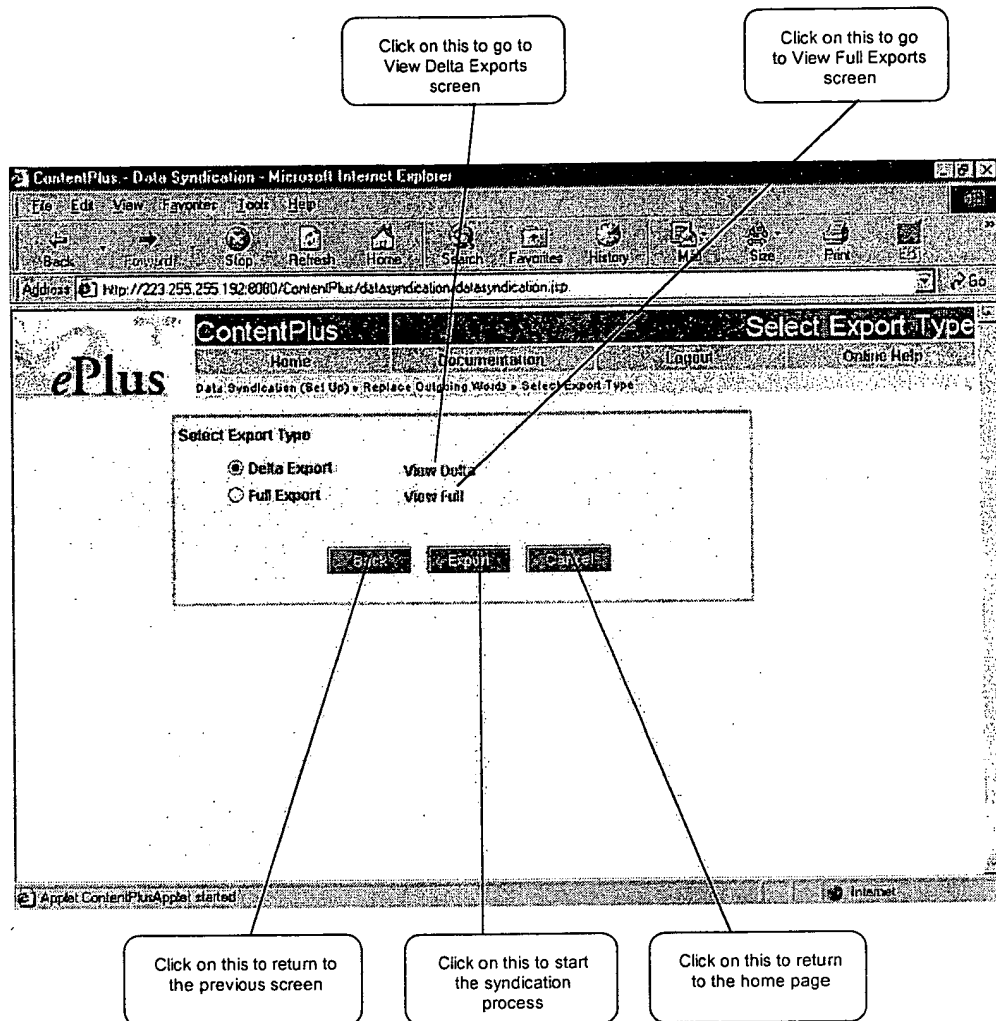 Click on this to go to
View Delta Exports
screen
Click on this to go
to View Full Exports
screen
ContentPlus - Data Syndication - Microsoft Internet Explorer
File Edit View Favorites Tools Help
Back Forward Stop Refresh Home Search Favorites History Mail Size Print
Address http://223.255.255.192:8080/ContentPlus/datasyndication/datasyndication.jsp Go
ContentPlus Select Export Type
Home Documentation Logout Online Help
ePlus
Data Syndication (Set Up) » Replace Outgoing Words » Select Export Type
Select Export Type
Delta Export View Delta
Full Export View Full
Back Export Cancel
Applet ContentPlusApplet started Internet
Click on this to return to
the previous screen
Click on this to start
the syndication
process
Click on this to return
to the home page